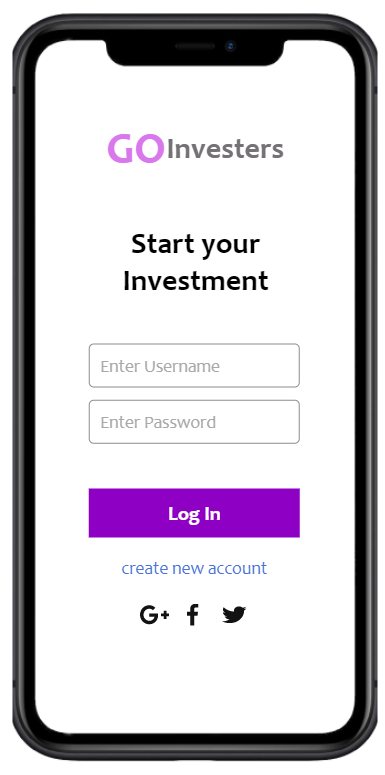 GOInvesters
Start your
Investment
Enter Username
Enter Password
Log In
create new account
G+ f